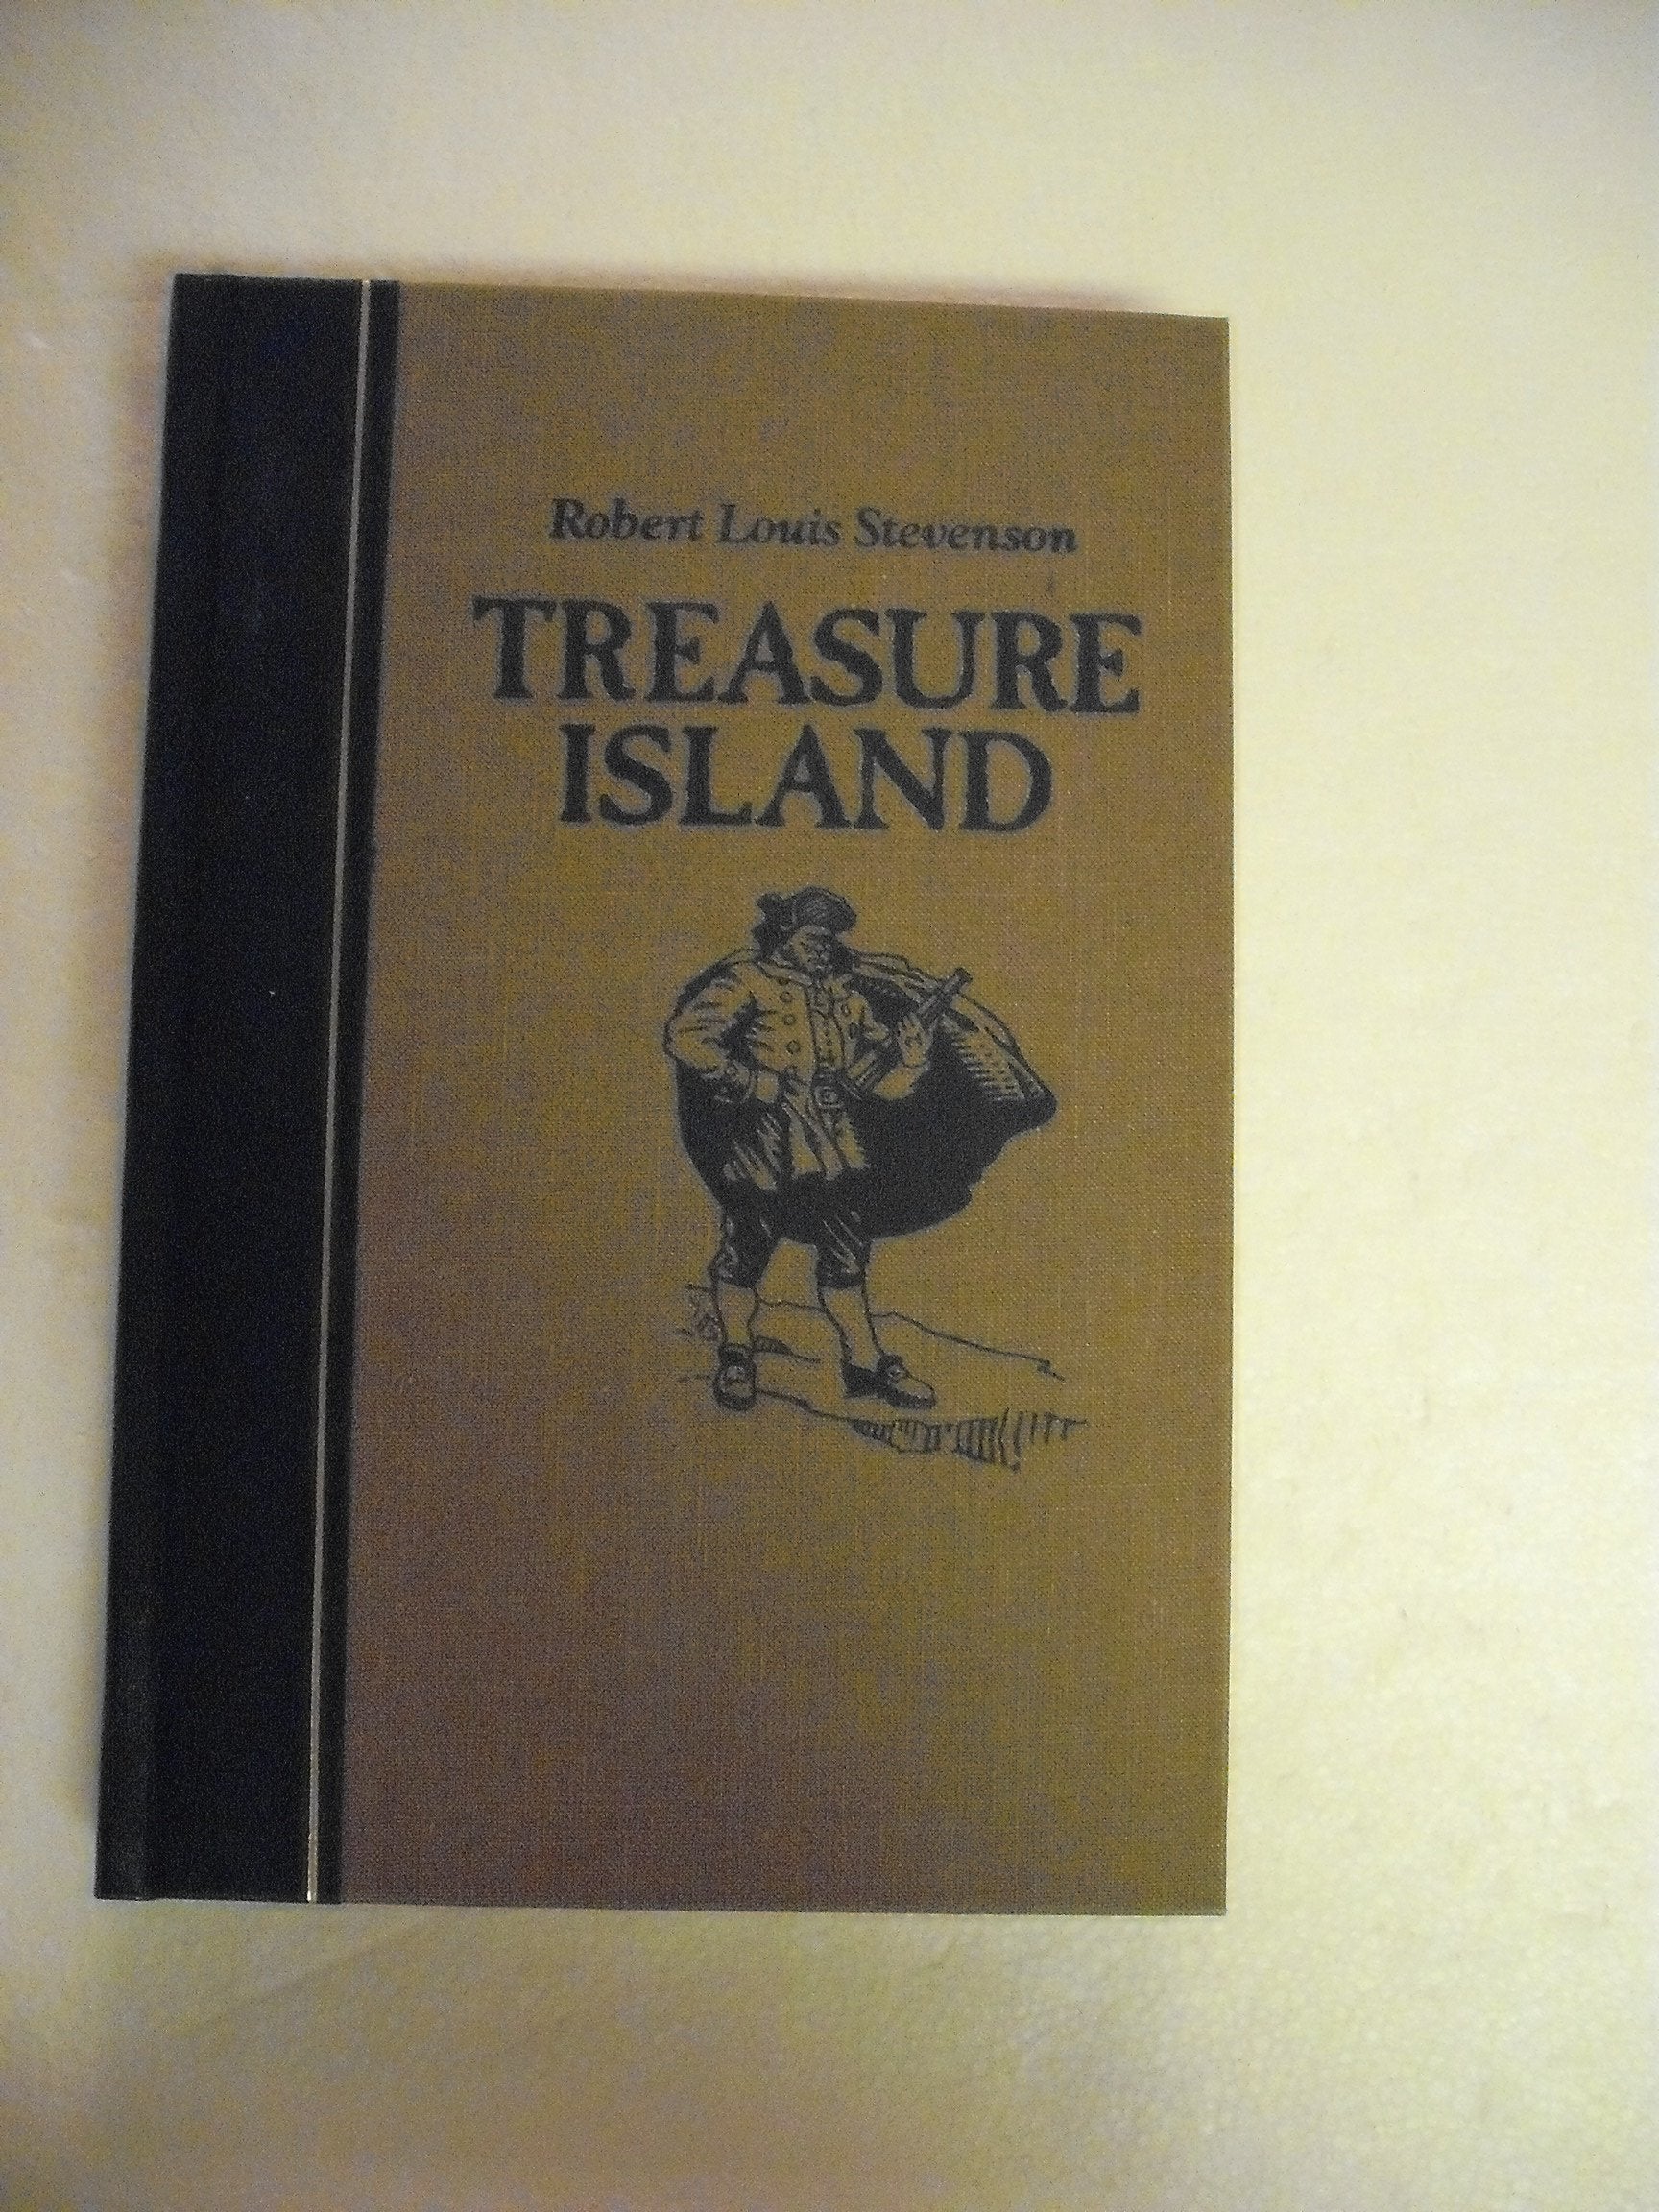 Robert Louis Stevenson
TREASURE
ISLAND